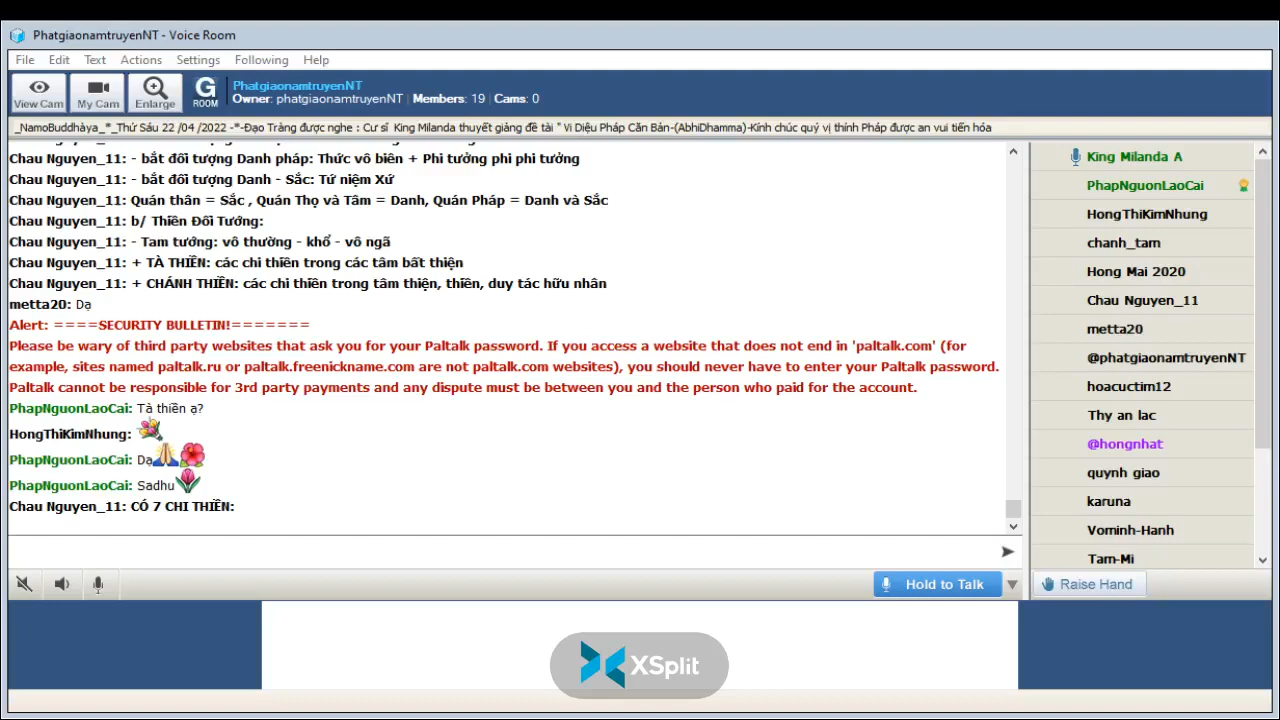 PhatgiaonamtruyenNT - Voice Room
File Edit Text Actions Settings Following Help
View Cam My Cam Enlarge G ROOM
PhatgiaonamtruyenNT
Owner: phatgiaonamtruyenNT | Members: 19 | Cams: 0
_NamoBuddhàya_*_Thứ Sáu 22 /04 /2022 -*-Đạo Tràng được nghe : Cư sĩ King Milanda thuyết giảng đề tài " Vi Diệu Pháp Căn Bản-(AbhiDhamma)-Kính chúc quý vị thính Pháp được an vui tiến hóa
Chau Nguyen_11: - bắt đối tượng Danh pháp: Thức vô biên + Phi tưởng phi phi tưởng
Chau Nguyen_11: - bắt đối tượng Danh - Sắc: Tứ niệm Xứ
Chau Nguyen_11: Quán thân = Sắc , Quán Thọ và Tâm = Danh, Quán Pháp = Danh và Sắc
Chau Nguyen_11: b/ Thiền Đối Tướng:
Chau Nguyen_11: - Tam tướng: vô thường - khổ - vô ngã
Chau Nguyen_11: + TÀ THIỀN: các chi thiền trong các tâm bất thiện
Chau Nguyen_11: + CHÁNH THIỀN: các chi thiền trong tâm thiện, thiền, duy tác hữu nhân
metta20: Dạ
Alert: ====SECURITY BULLETIN!=======
Please be wary of third party websites that ask you for your Paltalk password. If you access a website that does not end in 'paltalk.com' (for
example, sites named paltalk.ru or paltalk.freenickname.com are not paltalk.com websites), you should never have to enter your Paltalk password.
Paltalk cannot be responsible for 3rd party payments and any dispute must be between you and the person who paid for the account.
PhapNguonLaoCai: Tà thiền ạ?
HongThiKimNhung:
PhapNguonLaoCai: Dạ
PhapNguonLaoCai: Sadhu
Chau Nguyen_11: CÓ 7 CHI THIỀN:
King Milanda A
PhapNguonLaoCai
HongThiKimNhung
chanh_tam
Hong Mai 2020
Chau Nguyen_11
metta20
@phatgiaonamtruyenNT
hoacuctim12
Thy an lac
@hongnhat
quynh giao
karuna
Vominh-Hanh
Tam-Mi
Hold to Talk
Raise Hand
XSplit